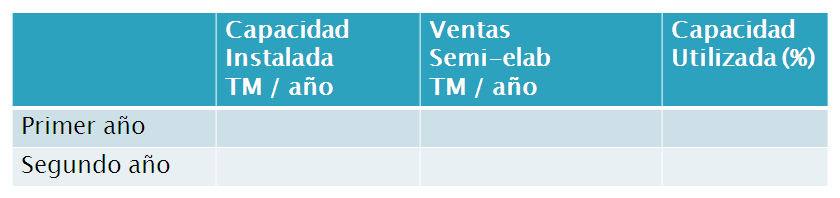 Capacidad
Instalada
TM / año
Ventas
Semi-elab
TM / año
Capacidad
Utilizada (%)
Primer año
Segundo año